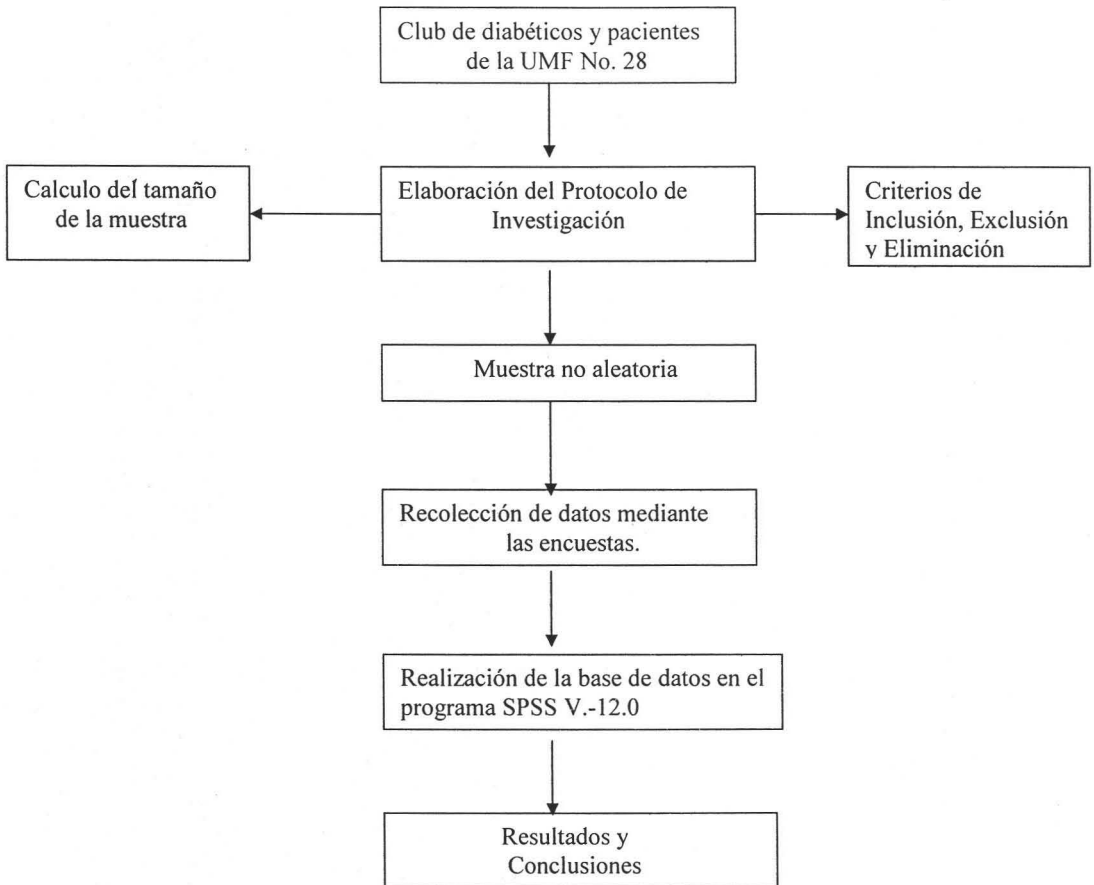 Club de diabéticos y pacientes
de la UMF No. 28
Calculo del tamaño
de la muestra
Elaboración del Protocolo de
Investigación
Criterios de
Inclusión, Exclusión
y Eliminación
Muestra no aleatoria
Recolección de datos mediante
las encuestas.
Realización de la base de datos en el
programa SPSS V.-12.0
Resultados y
Conclusiones